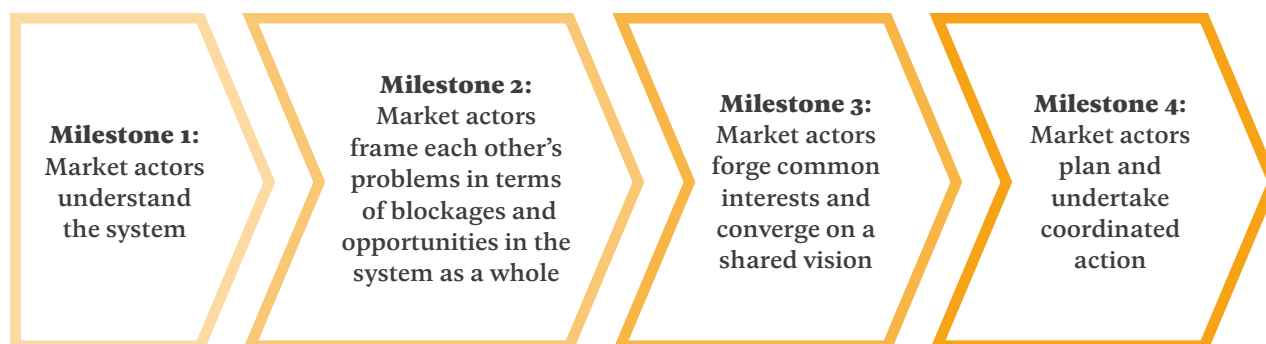 Milestone 1:
Market actors
understand
the system
Milestone 2:
Market actors
frame each other’s
problems in terms
of blockages and
opportunities in the
system as a whole
Milestone 3:
Market actors
forge common
interests and
converge on a
shared vision
Milestone 4:
Market actors
plan and
undertake
coordinated
action